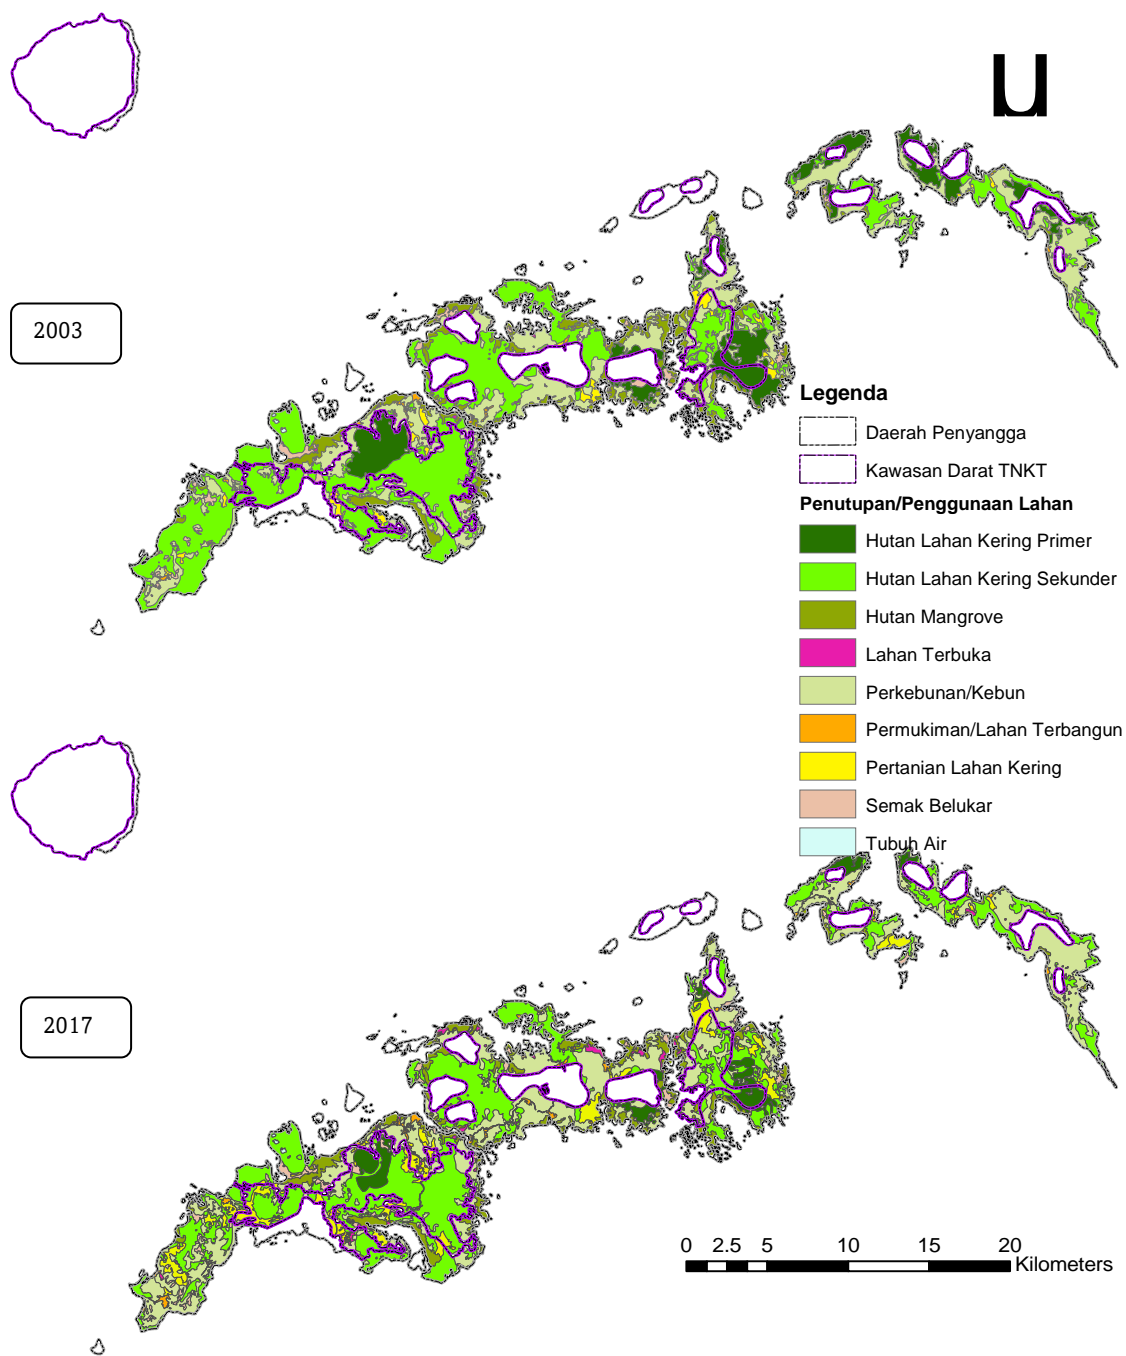 u
2003
Legenda
Daerah Penyangga
Kawasan Darat TNKT
Penutupan/Penggunaan Lahan
Hutan Lahan Kering Primer
Hutan Lahan Kering Sekunder
Hutan Mangrove
Lahan Terbuka
Perkebunan/Kebun
Permukiman/Lahan Terbangun
Pertanian Lahan Kering
Semak Belukar
Tubuh Air
2017
0 2.5 5 10 15 20
Kilometers